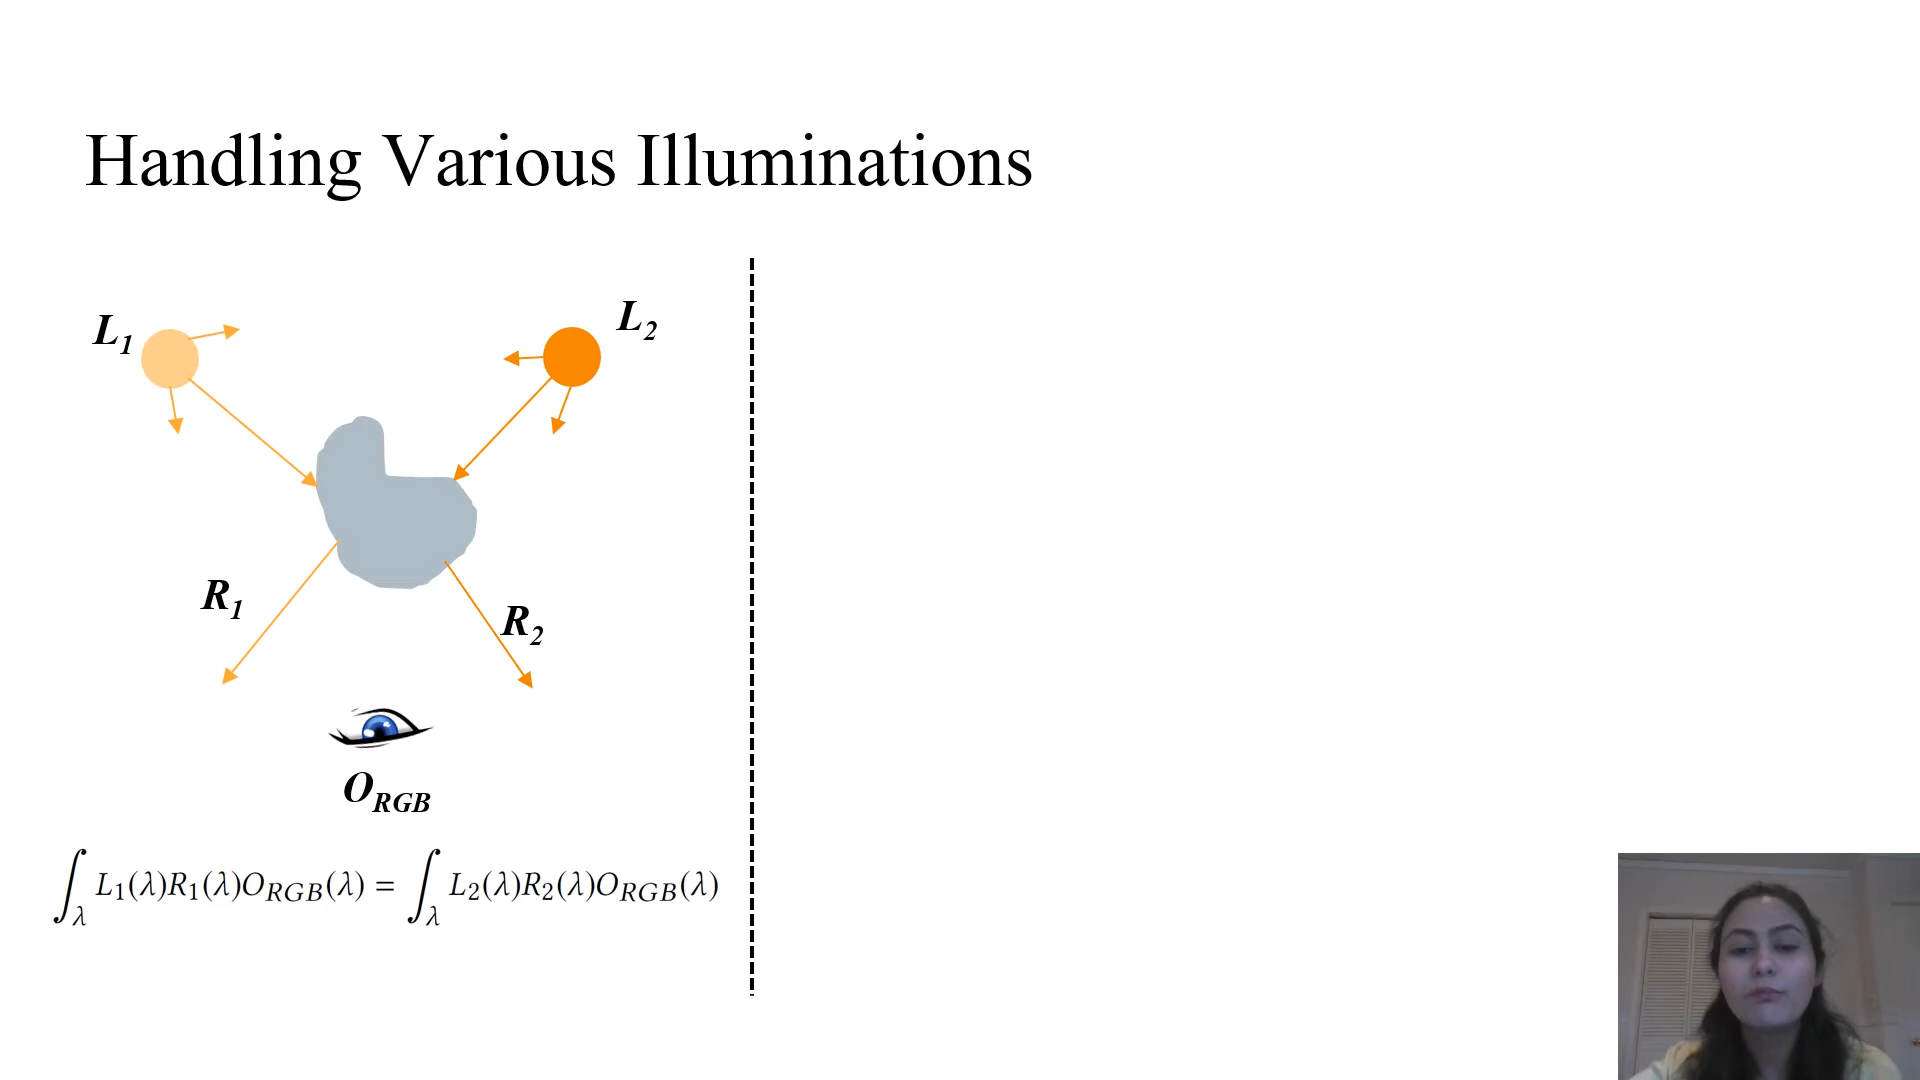 Handling Various Illuminations
L₁
L₂
R₁
R₂
O_RGB
∫_λ L₁(λ)R₁(λ)O_RGB(λ) = ∫_λ L₂(λ)R₂(λ)O_RGB(λ)